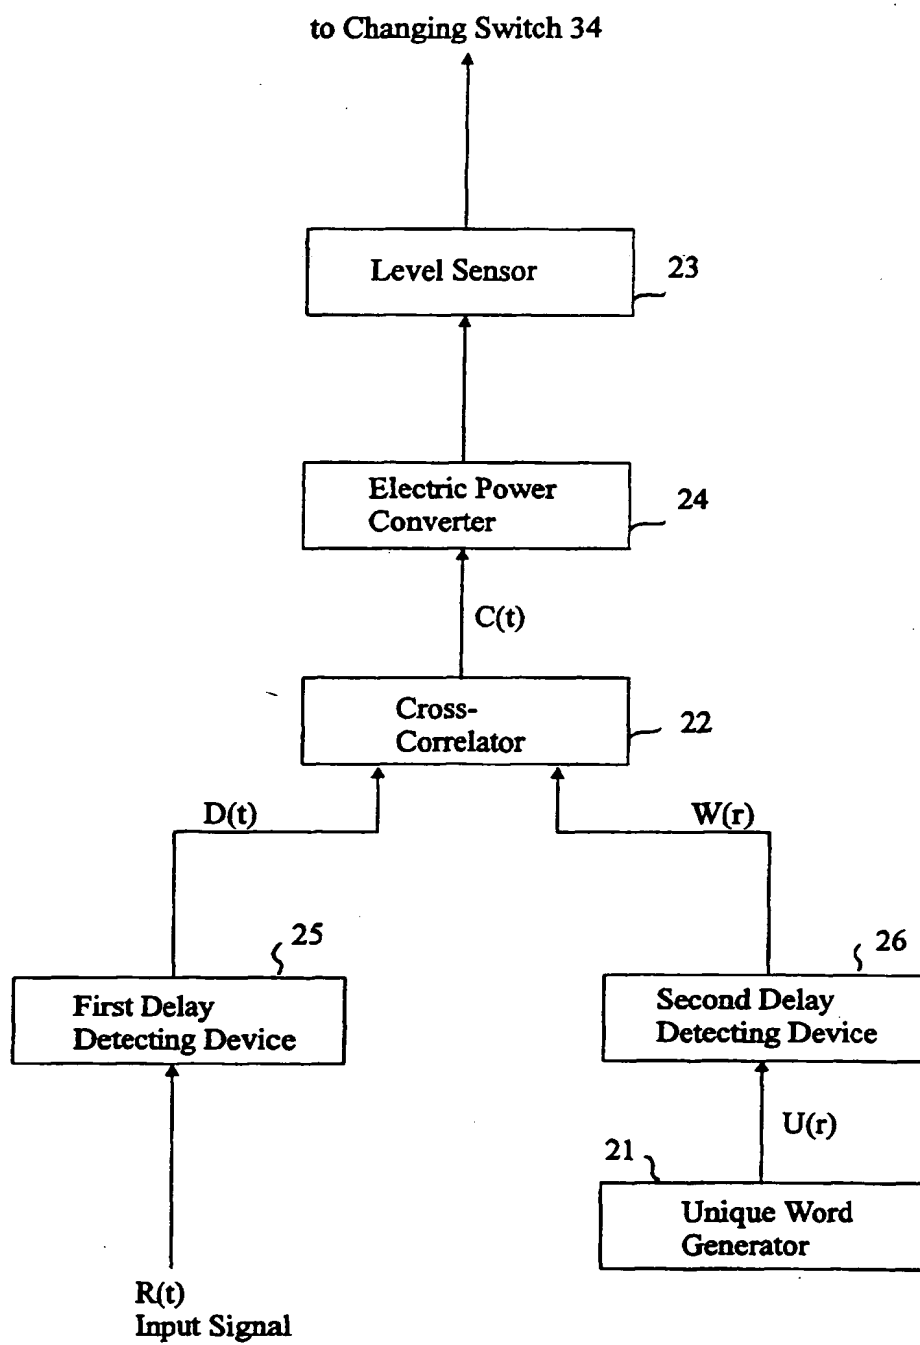 to Changing Switch 34
Level Sensor
23
Electric Power
Converter
24
C(t)
Cross-
Correlator
22
D(t)
W(r)
25
26
First Delay
Detecting Device
Second Delay
Detecting Device
U(r)
21
Unique Word
Generator
R(t)
Input Signal